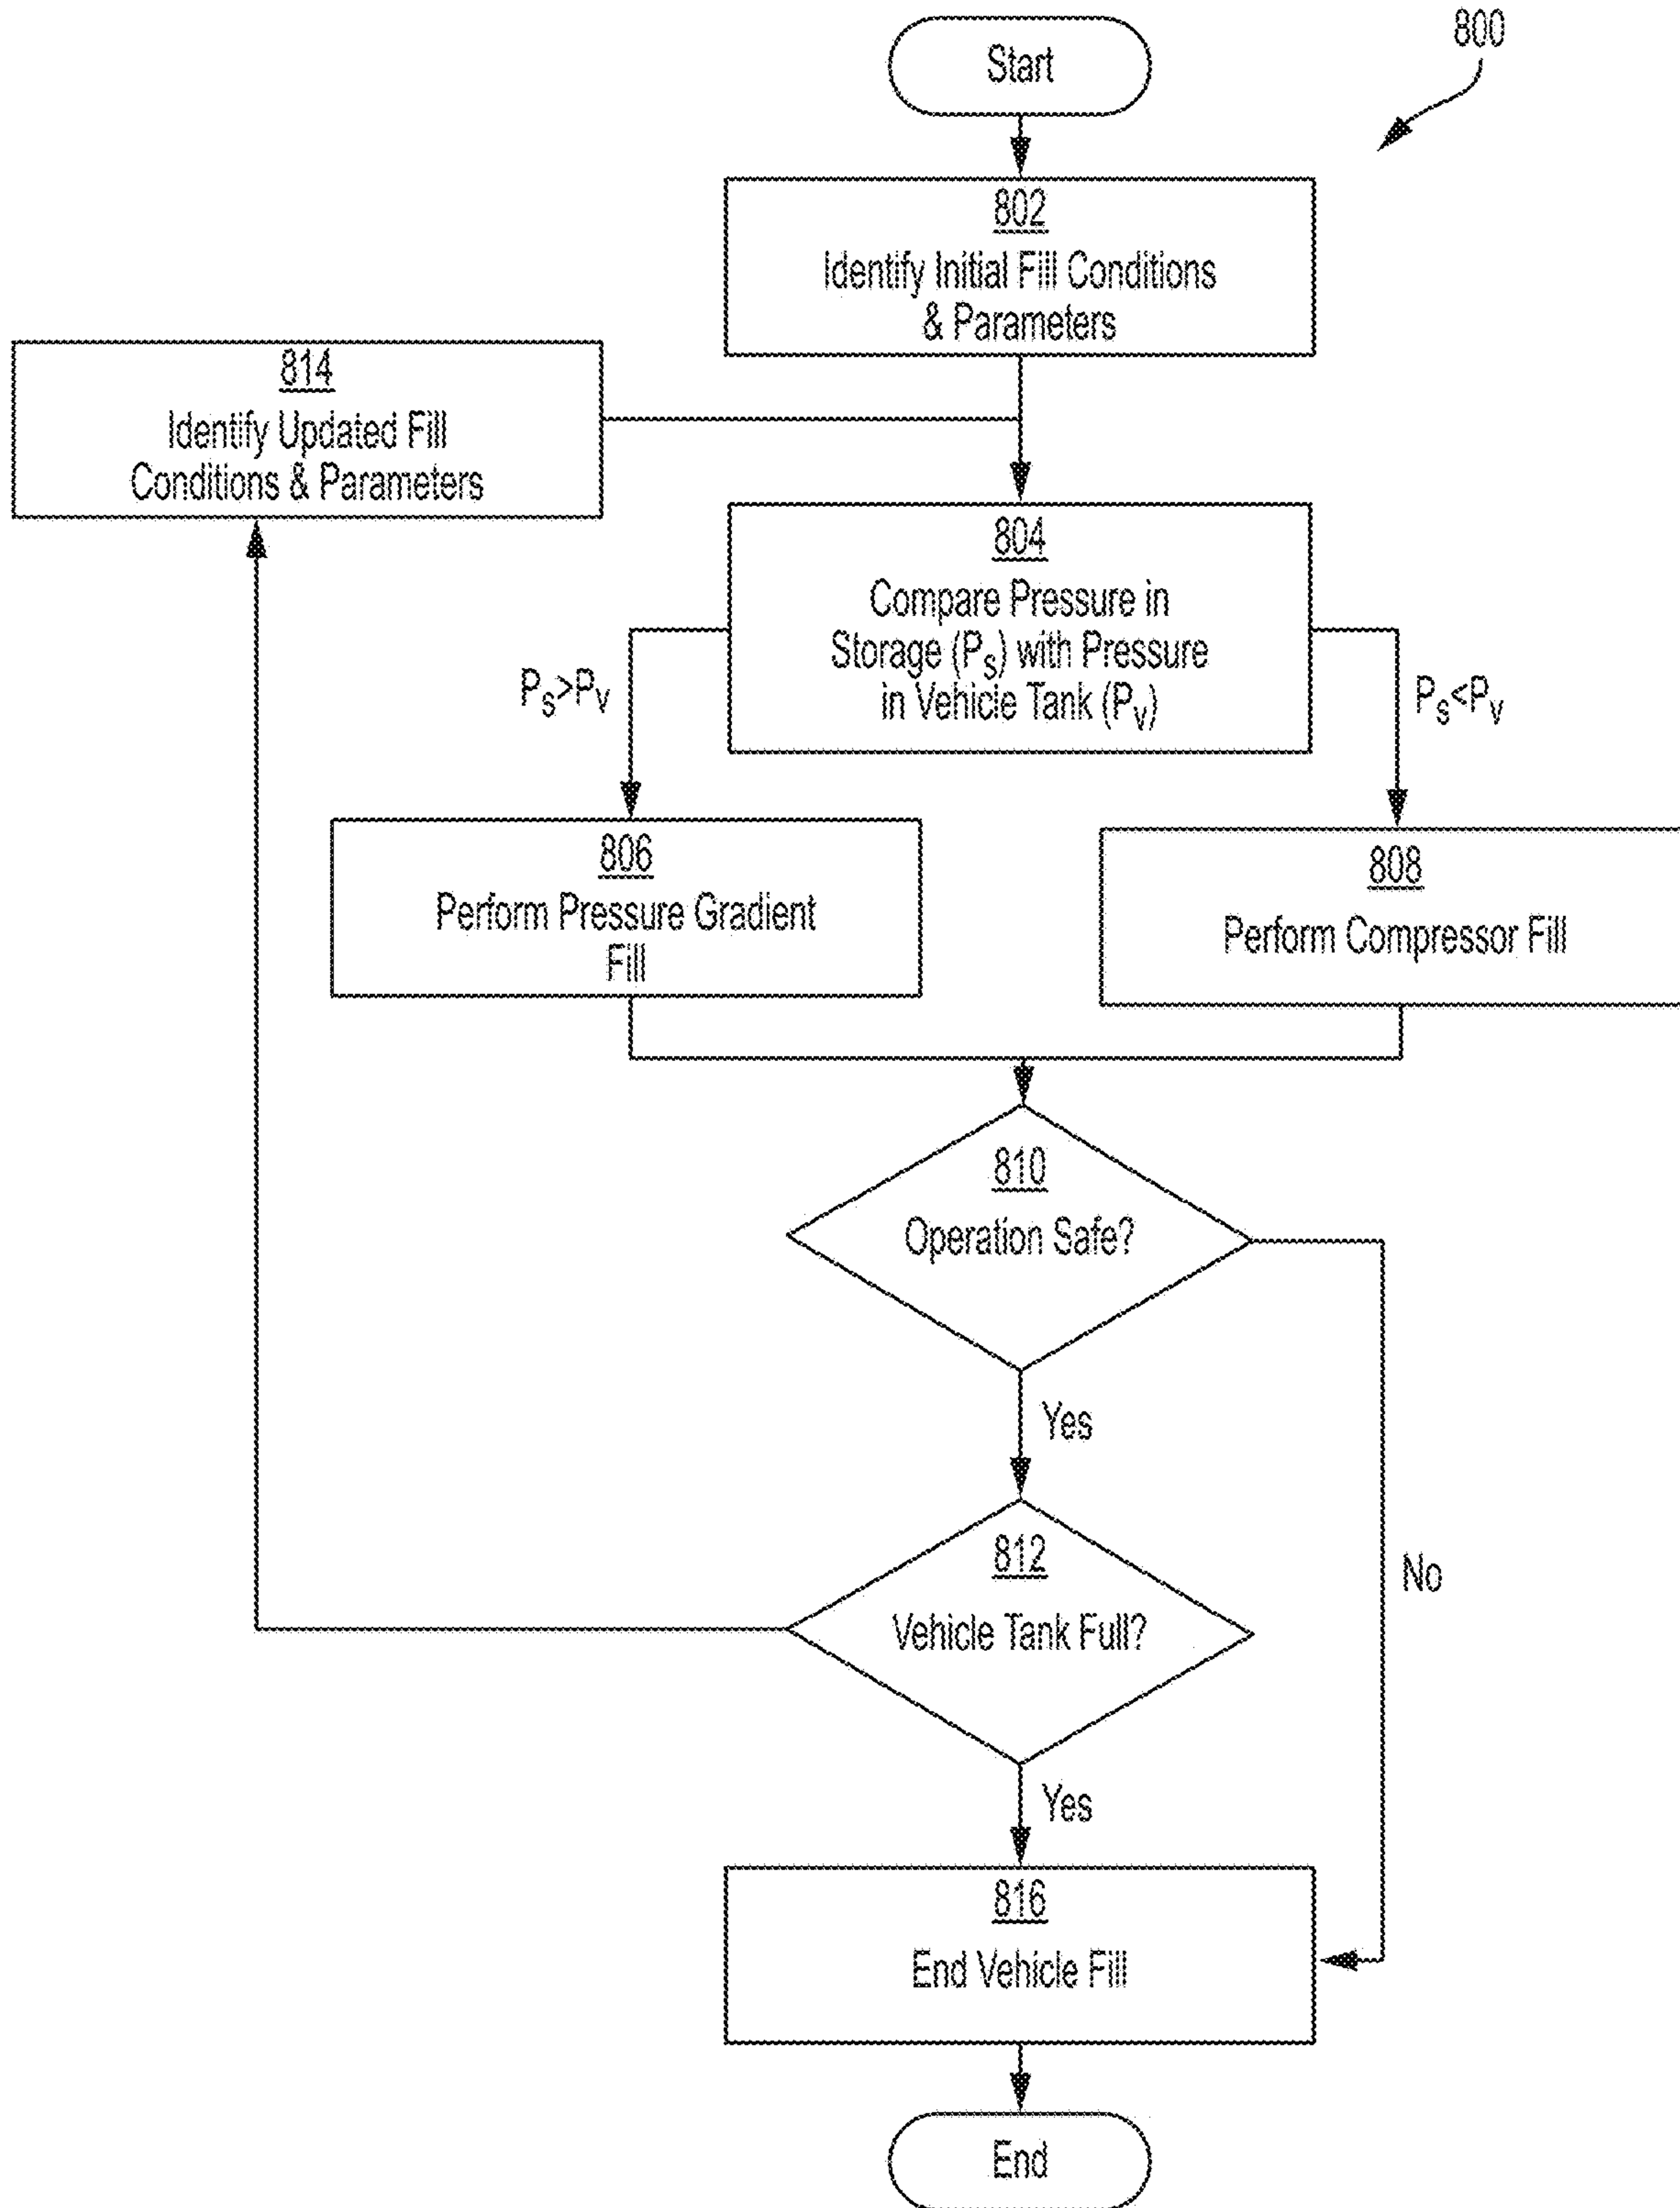 800
Start
802
Identify Initial Fill Conditions
& Parameters
814
Identify Updated Fill
Conditions & Parameters
804
Compare Pressure in
Storage (Ps) with Pressure
in Vehicle Tank (Pv)
Ps>Pv
Ps<Pv
806
Perform Pressure Gradient
Fill
808
Perform Compressor Fill
810
Operation Safe?
Yes
812
Vehicle Tank Full?
No
Yes
816
End Vehicle Fill
End